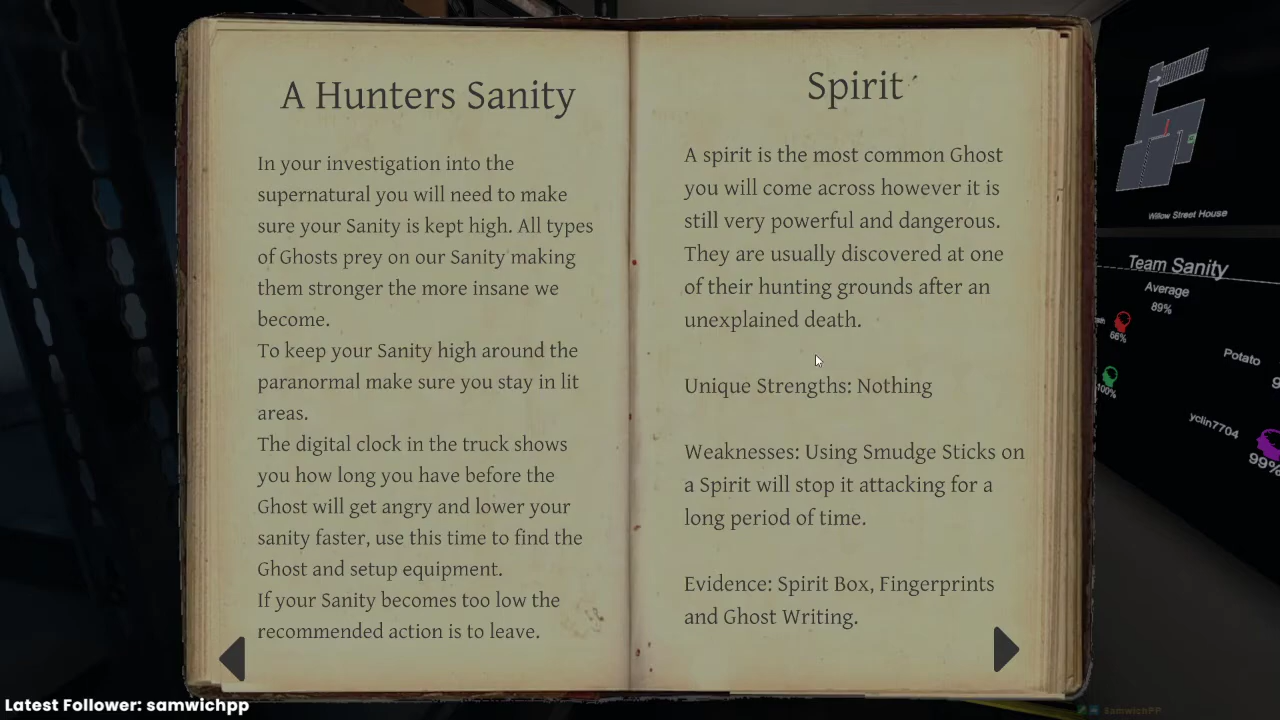 A Hunters Sanity
In your investigation into the
supernatural you will need to make
sure your Sanity is kept high. All types
of Ghosts prey on our Sanity making
them stronger the more insane we
become.
To keep your Sanity high around the
paranormal make sure you stay in lit
areas.
The digital clock in the truck shows
you how long you have before the
Ghost will get angry and lower your
sanity faster, use this time to find the
Ghost and setup equipment.
If your Sanity becomes too low the
recommended action is to leave.
Spirit
A spirit is the most common Ghost
you will come across however it is
still very powerful and dangerous.
They are usually discovered at one
of their hunting grounds after an
unexplained death.
Unique Strengths: Nothing
Weaknesses: Using Smudge Sticks on
a Spirit will stop it attacking for a
long period of time.
Evidence: Spirit Box, Fingerprints
and Ghost Writing.
Willow Street House
Team Sanity
Average
89%
66%
Potato
100%
yclin7704
99%
Latest Follower: samwichpp
SamwichPP